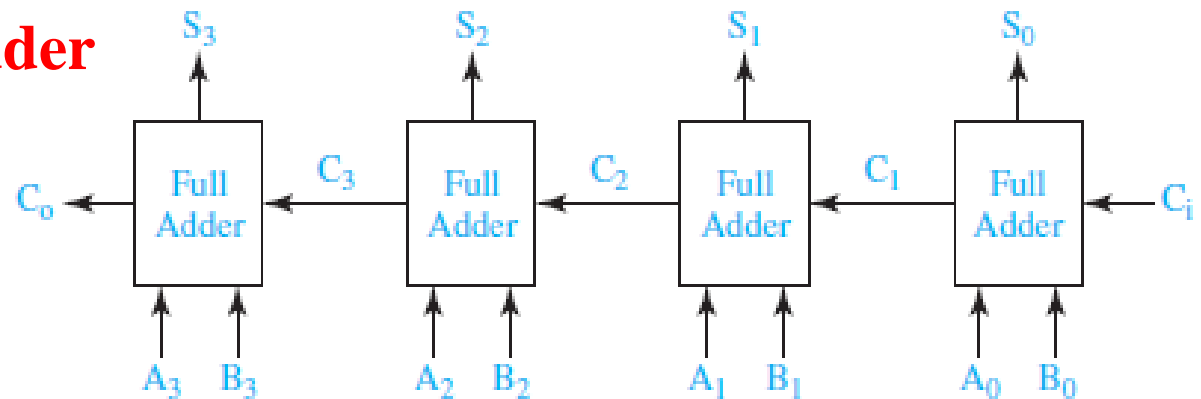 S₃ S₂ S₁ S₀
C₃ C₂ C₁
Full Full Full Full
Cₒ Cᵢ
Adder Adder Adder Adder
A₃ B₃ A₂ B₂ A₁ B₁ A₀ B₀